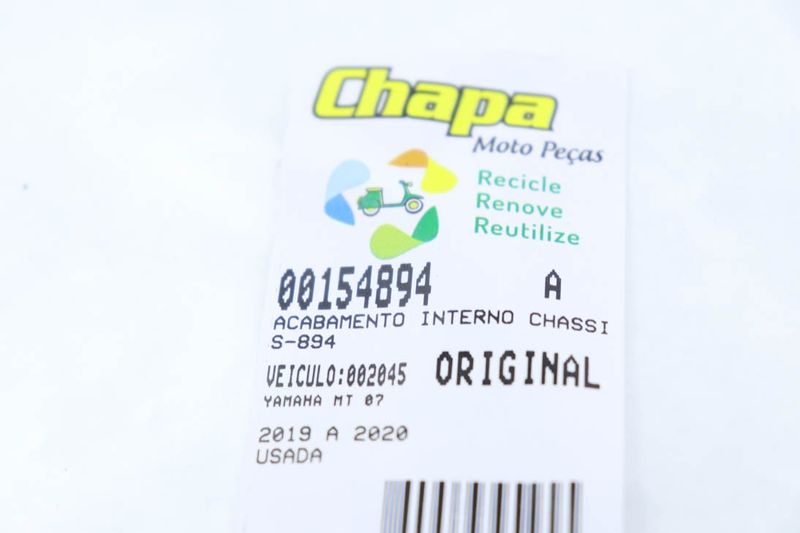 Chapa
Moto Peças
Recicle
Renove
Reutilize
00154894 A
ACABAMENTO INTERNO CHASSI
S-894
VEICULO:002045 ORIGINAL
YAMAHA MT 07
2019 A 2020
USADA